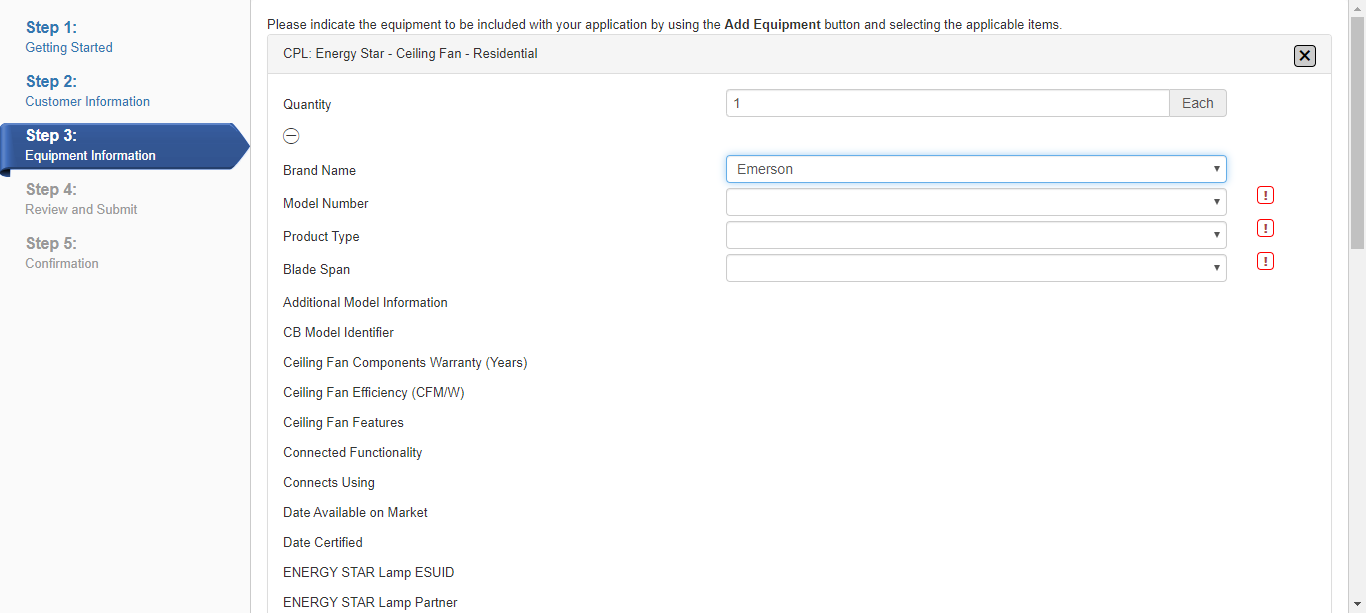 Step 1:
Getting Started
Step 2:
Customer Information
Step 3:
Equipment Information
Step 4:
Review and Submit
Step 5:
Confirmation
Please indicate the equipment to be included with your application by using the Add Equipment button and selecting the applicable items.
CPL: Energy Star - Ceiling Fan - Residential
Quantity 1 Each
Brand Name Emerson
Model Number !
Product Type !
Blade Span !
Additional Model Information
CB Model Identifier
Ceiling Fan Components Warranty (Years)
Ceiling Fan Efficiency (CFM/W)
Ceiling Fan Features
Connected Functionality
Connects Using
Date Available on Market
Date Certified
ENERGY STAR Lamp ESUID
ENERGY STAR Lamp Partner